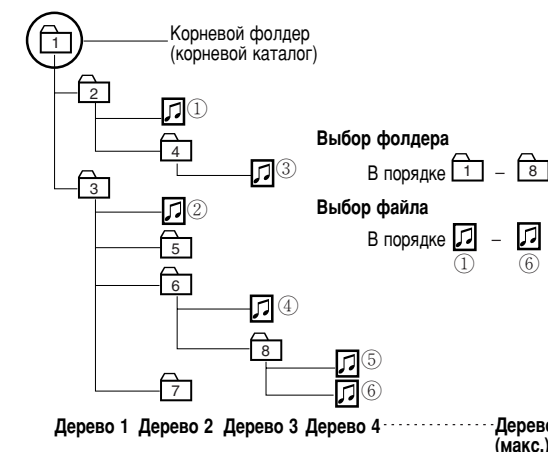 1
Корневой фолдер
(корневой каталог)
2
①
4
③
3
②
5
6
④
8
⑤
⑥
7
Выбор фолдера
В порядке 1 – 8
Выбор файла
В порядке –
① ⑥
Дерево 1 Дерево 2 Дерево 3 Дерево 4 Дерево
(макс.)